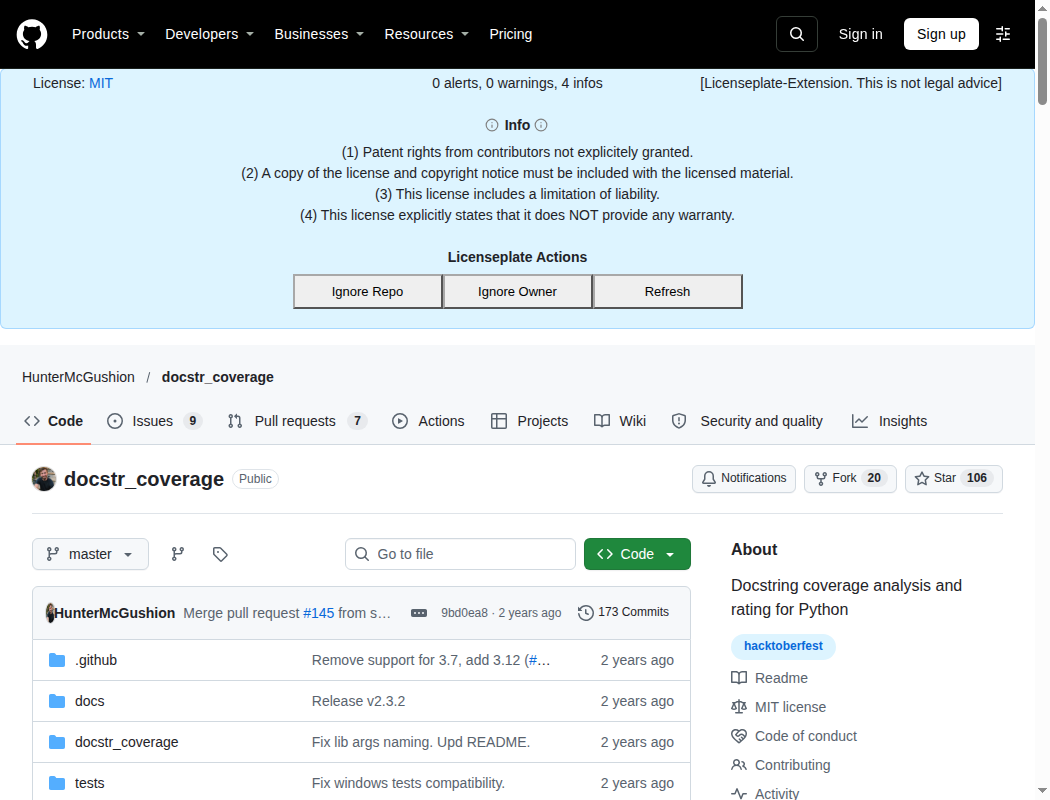 Products Developers Businesses Resources Pricing Sign in Sign up
License: MIT 0 alerts, 0 warnings, 4 infos [Licenseplate-Extension. This is not legal advice]
Info
(1) Patent rights from contributors not explicitly granted.
(2) A copy of the license and copyright notice must be included with the licensed material.
(3) This license includes a limitation of liability.
(4) This license explicitly states that it does NOT provide any warranty.
Licenseplate Actions
Ignore Repo Ignore Owner Refresh
HunterMcGushion / docstr_coverage
Code Issues 9 Pull requests 7 Actions Projects Wiki Security and quality Insights
docstr_coverage Public Notifications Fork 20 Star 106
master Go to file Code
HunterMcGushion Merge pull request #145 from s… 9bd0ea8 · 2 years ago 173 Commits
.github Remove support for 3.7, add 3.12 (#… 2 years ago
docs Release v2.3.2 2 years ago
docstr_coverage Fix lib args naming. Upd README. 2 years ago
tests Fix windows tests compatibility. 2 years ago
About
Docstring coverage analysis and
rating for Python
hacktoberfest
Readme
MIT license
Code of conduct
Contributing
Activity